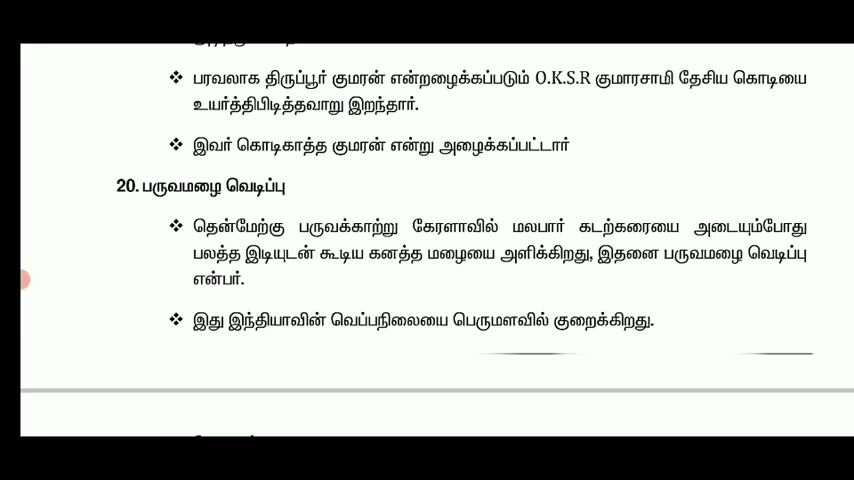 ❖ பரவலாக திருப்பூர் குமரன் என்றழைக்கப்படும் O.K.S.R குமாரசாமி தேசிய கொடியை
உயர்த்திபிடித்தவாறு இறந்தார்.
❖ இவர் கொடிகாத்த குமரன் என்று அழைக்கப்பட்டார்
20. பருவமழை வெடிப்பு
❖ தென்மேற்கு பருவக்காற்று கேரளாவில் மலபார் கடற்கரையை அடையும்போது
பலத்த இடியுடன் கூடிய கனத்த மழையை அளிக்கிறது, இதனை பருவமழை வெடிப்பு
என்பர்.
❖ இது இந்தியாவின் வெப்பநிலையை பெருமளவில் குறைக்கிறது.